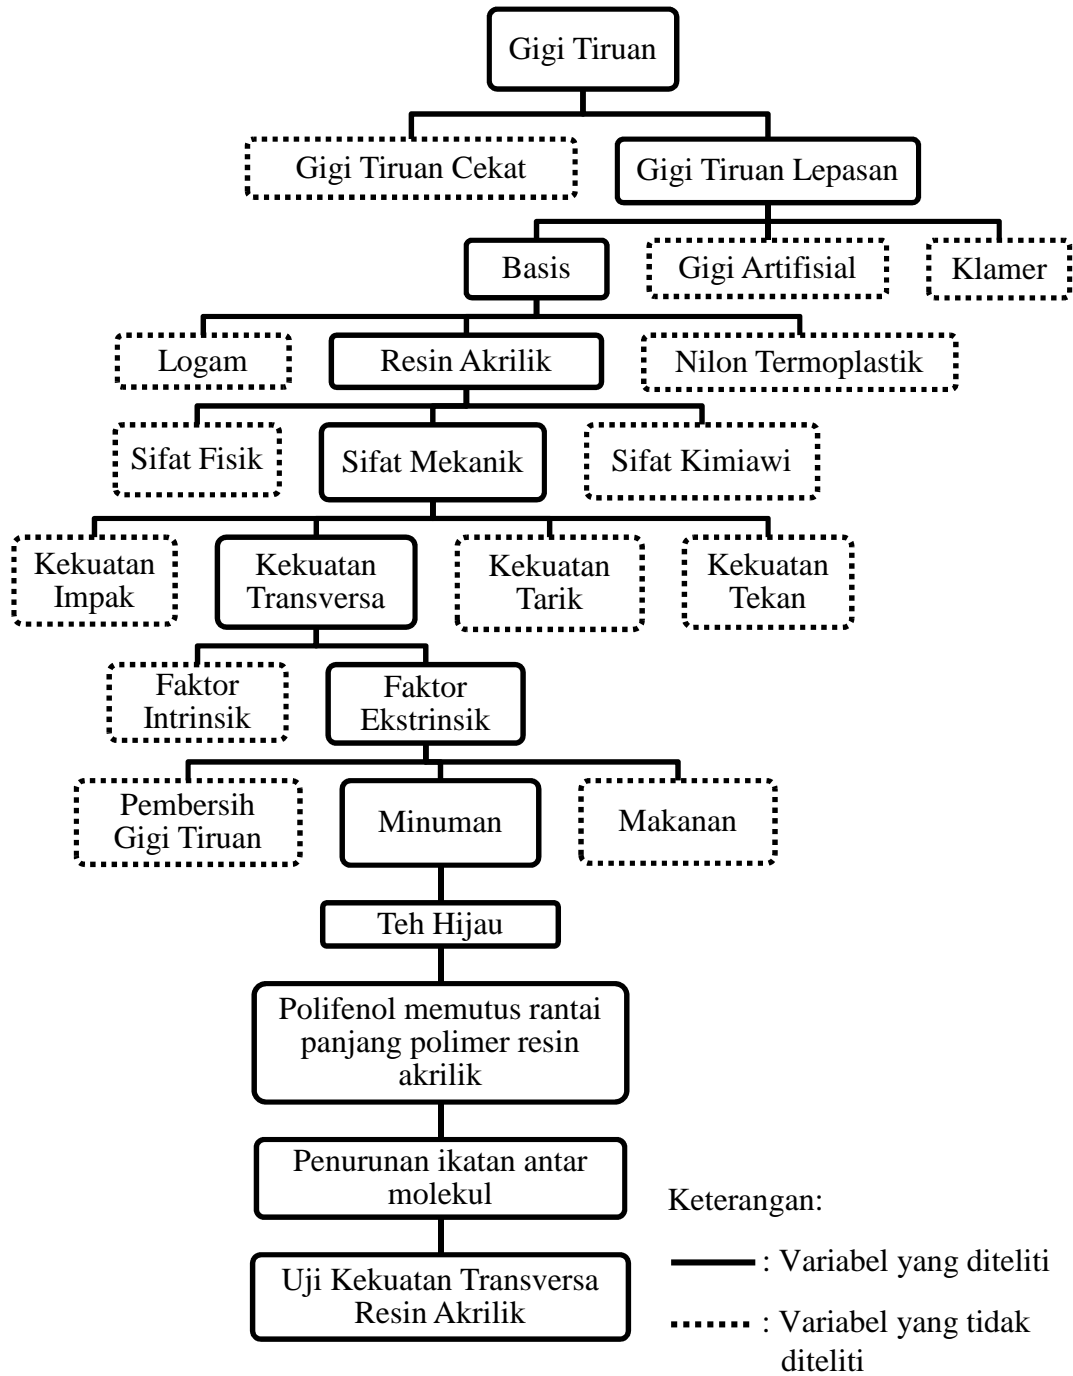 Gigi Tiruan
Gigi Tiruan Cekat
Gigi Tiruan Lepasan
Basis
Gigi Artifisial
Klamer
Logam
Resin Akrilik
Nilon Termoplastik
Sifat Fisik
Sifat Mekanik
Sifat Kimiawi
Kekuatan
Impak
Kekuatan
Transversa
Kekuatan
Tarik
Kekuatan
Tekan
Faktor
Intrinsik
Faktor
Ekstrinsik
Pembersih
Gigi Tiruan
Minuman
Makanan
Teh Hijau
Polifenol memutus rantai
panjang polimer resin
akrilik
Penurunan ikatan antar
molekul
Uji Kekuatan Transversa
Resin Akrilik
Keterangan:
: Variabel yang diteliti
: Variabel yang tidak
diteliti